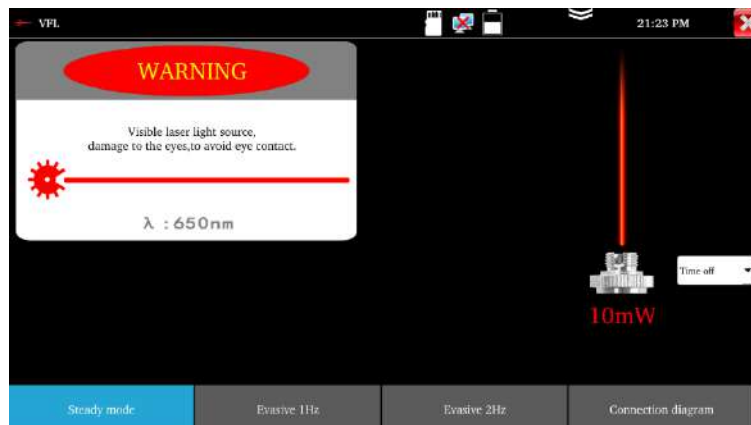 VFL
21:23 PM
WARNING
Visible laser light source,
damage to the eyes,to avoid eye contact.
λ :650nm
Time off
10mW
Steady mode
Evasive 1Hz
Evasive 2Hz
Connection diagram